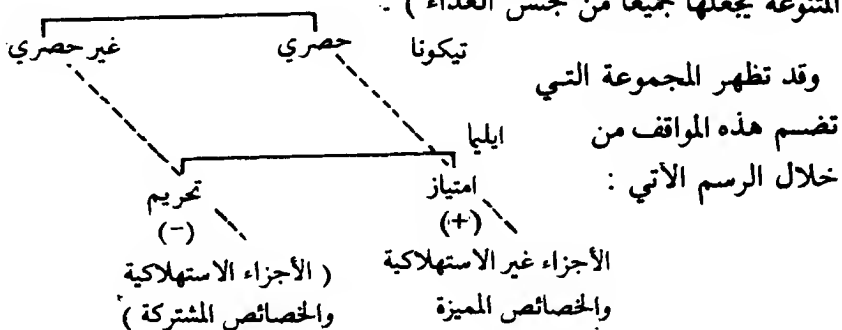 المتنوعة يجعلها جميعا من جنس الغذاء ) .
تيكونا حصري غير حصري
وقد تظهر المجموعة التي
تضم هذه المواقف من
خلال الرسم الآتي :
ايليا
امتياز تحريم
(+) (−)
الأجزاء غير الاستهلاكية ( الأجزاء الاستهلاكية
والخصائص المميزة والخصائص المشتركة )